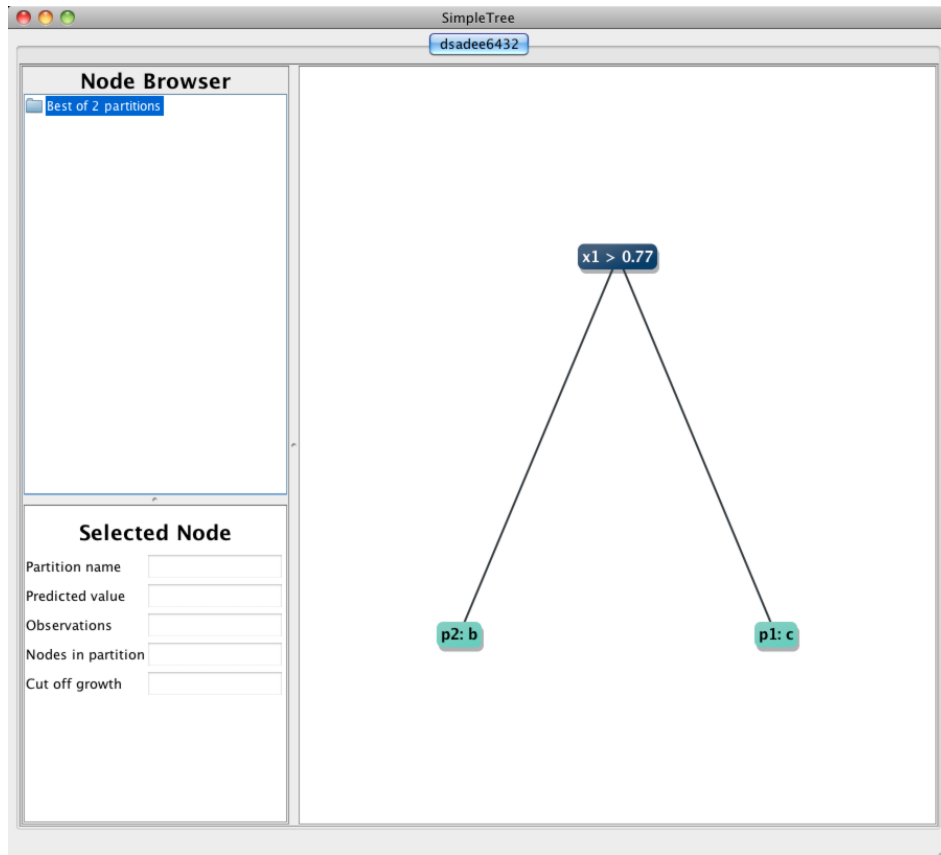 SimpleTree
dsadee6432
Node Browser
Best of 2 partitions
Selected Node
Partition name
Predicted value
Observations
Nodes in partition
Cut off growth
x1 > 0.77
p2: b
p1: c